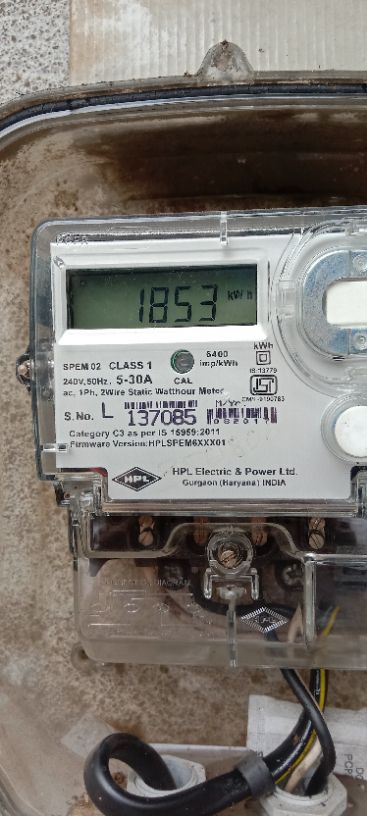 1853 kWh
kWh
6400
imp/kWh
SPEM 02 CLASS 1
240V, 50Hz, 5-30A
CAL
IS:13779
ac, 1Ph, 2Wire Static Watthour Meter
S.No. L 137085
Category C3 as per IS 15959:2011
Firmware Version:HPLSPEM6XXX01
HPL
HPL Electric & Power Ltd.
Gurgaon (Haryana) INDIA